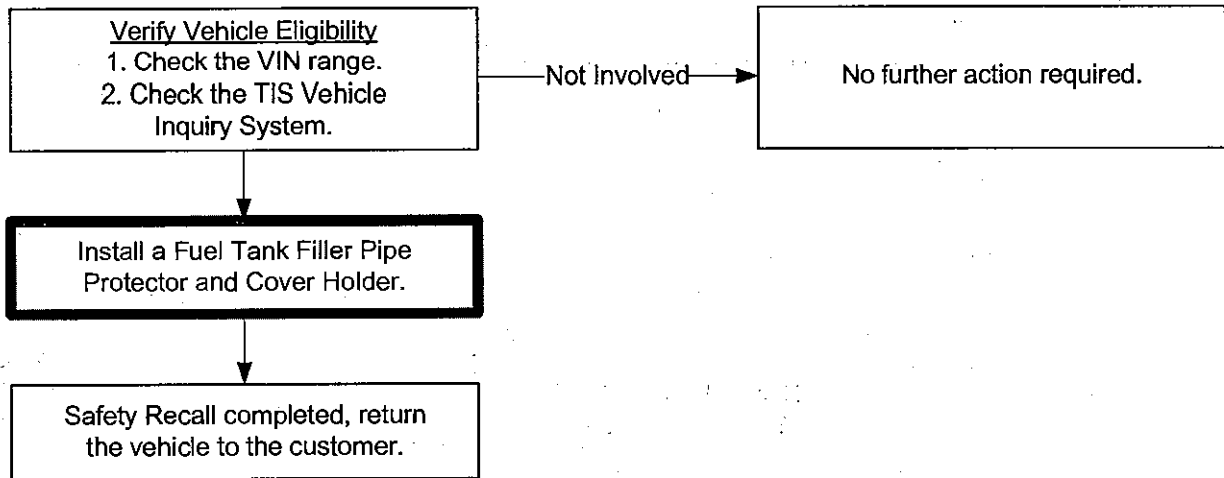 Verify Vehicle Eligibility
1. Check the VIN range.
2. Check the TIS Vehicle
Inquiry System.
Not Involved
No further action required.
Install a Fuel Tank Filler Pipe
Protector and Cover Holder.
Safety Recall completed, return
the vehicle to the customer.